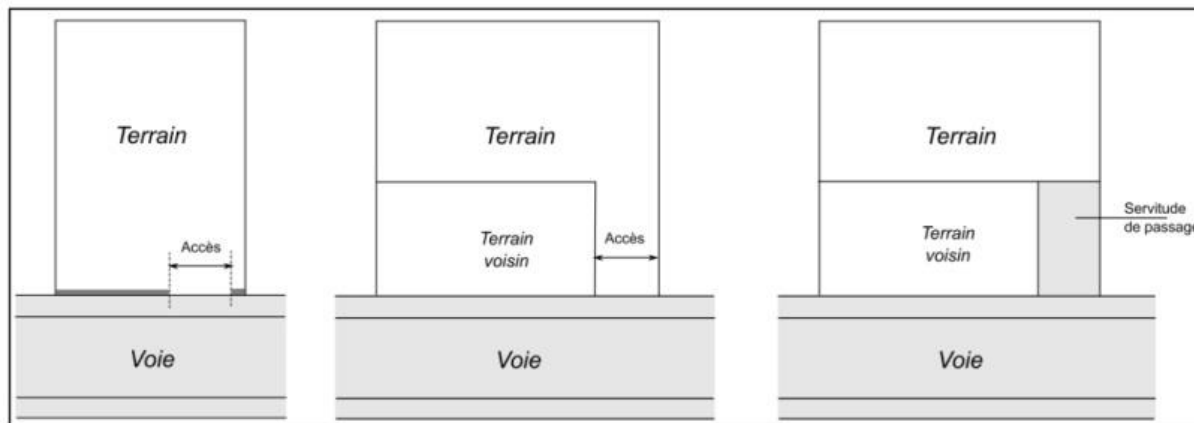 Terrain
Accès
Voie
Terrain
Terrain
voisin
Accès
Voie
Terrain
Terrain
voisin
Servitude
de passage
Voie